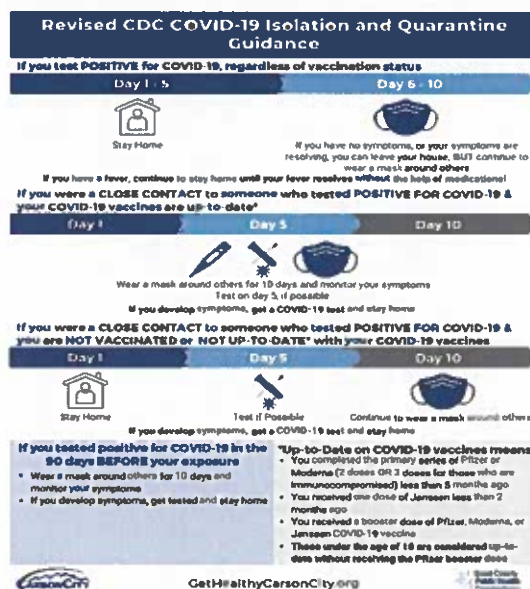 Revised CDC COVID-19 Isolation and Quarantine
Guidance
If you test POSITIVE for COVID-19, regardless of vaccination status
Day 1 - 5
Day 6 - 10
Stay Home
If you have no symptoms, or your symptoms are
resolving, you can leave your house, BUT continue to
wear a mask around others
If you have a fever, continue to stay home until your fever resolves without the help of medications!
If you were a CLOSE CONTACT to someone who tested POSITIVE FOR COVID-19 &
your COVID-19 vaccines are up-to-date*
Day 1
Day 5
Day 10
Wear a mask around others for 10 days and monitor your symptoms
Test on day 5, if possible
If you develop symptoms, get a COVID-19 test and stay home
If you were a CLOSE CONTACT to someone who tested POSITIVE FOR COVID-19 &
you are NOT VACCINATED or NOT UP-TO-DATE* with your COVID-19 vaccines
Day 1
Day 5
Day 10
Stay Home
Test if Possible
Continue to wear a mask around others
If you develop symptoms, get a COVID-19 test and stay home
If you tested positive for COVID-19 in the
90 days BEFORE your exposure
• Wear a mask around others for 10 days and
monitor your symptoms
• If you develop symptoms, get tested and stay home
*Up-to-Date on COVID-19 vaccines means
• You completed the primary series of Pfizer or
Moderna (2 doses OR 3 doses for those who are
immunocompromised) less than 5 months
ago
• You received one dose of Janssen less than 2
months ago
• You received a booster dose of Pfizer, Moderna, or
Janssen COVID-19 vaccine
• Those under the age of 18 are considered up-to-
date without receiving the Pfizer booster dose
CARSON CITY
GetHealthyCarsonCity.org